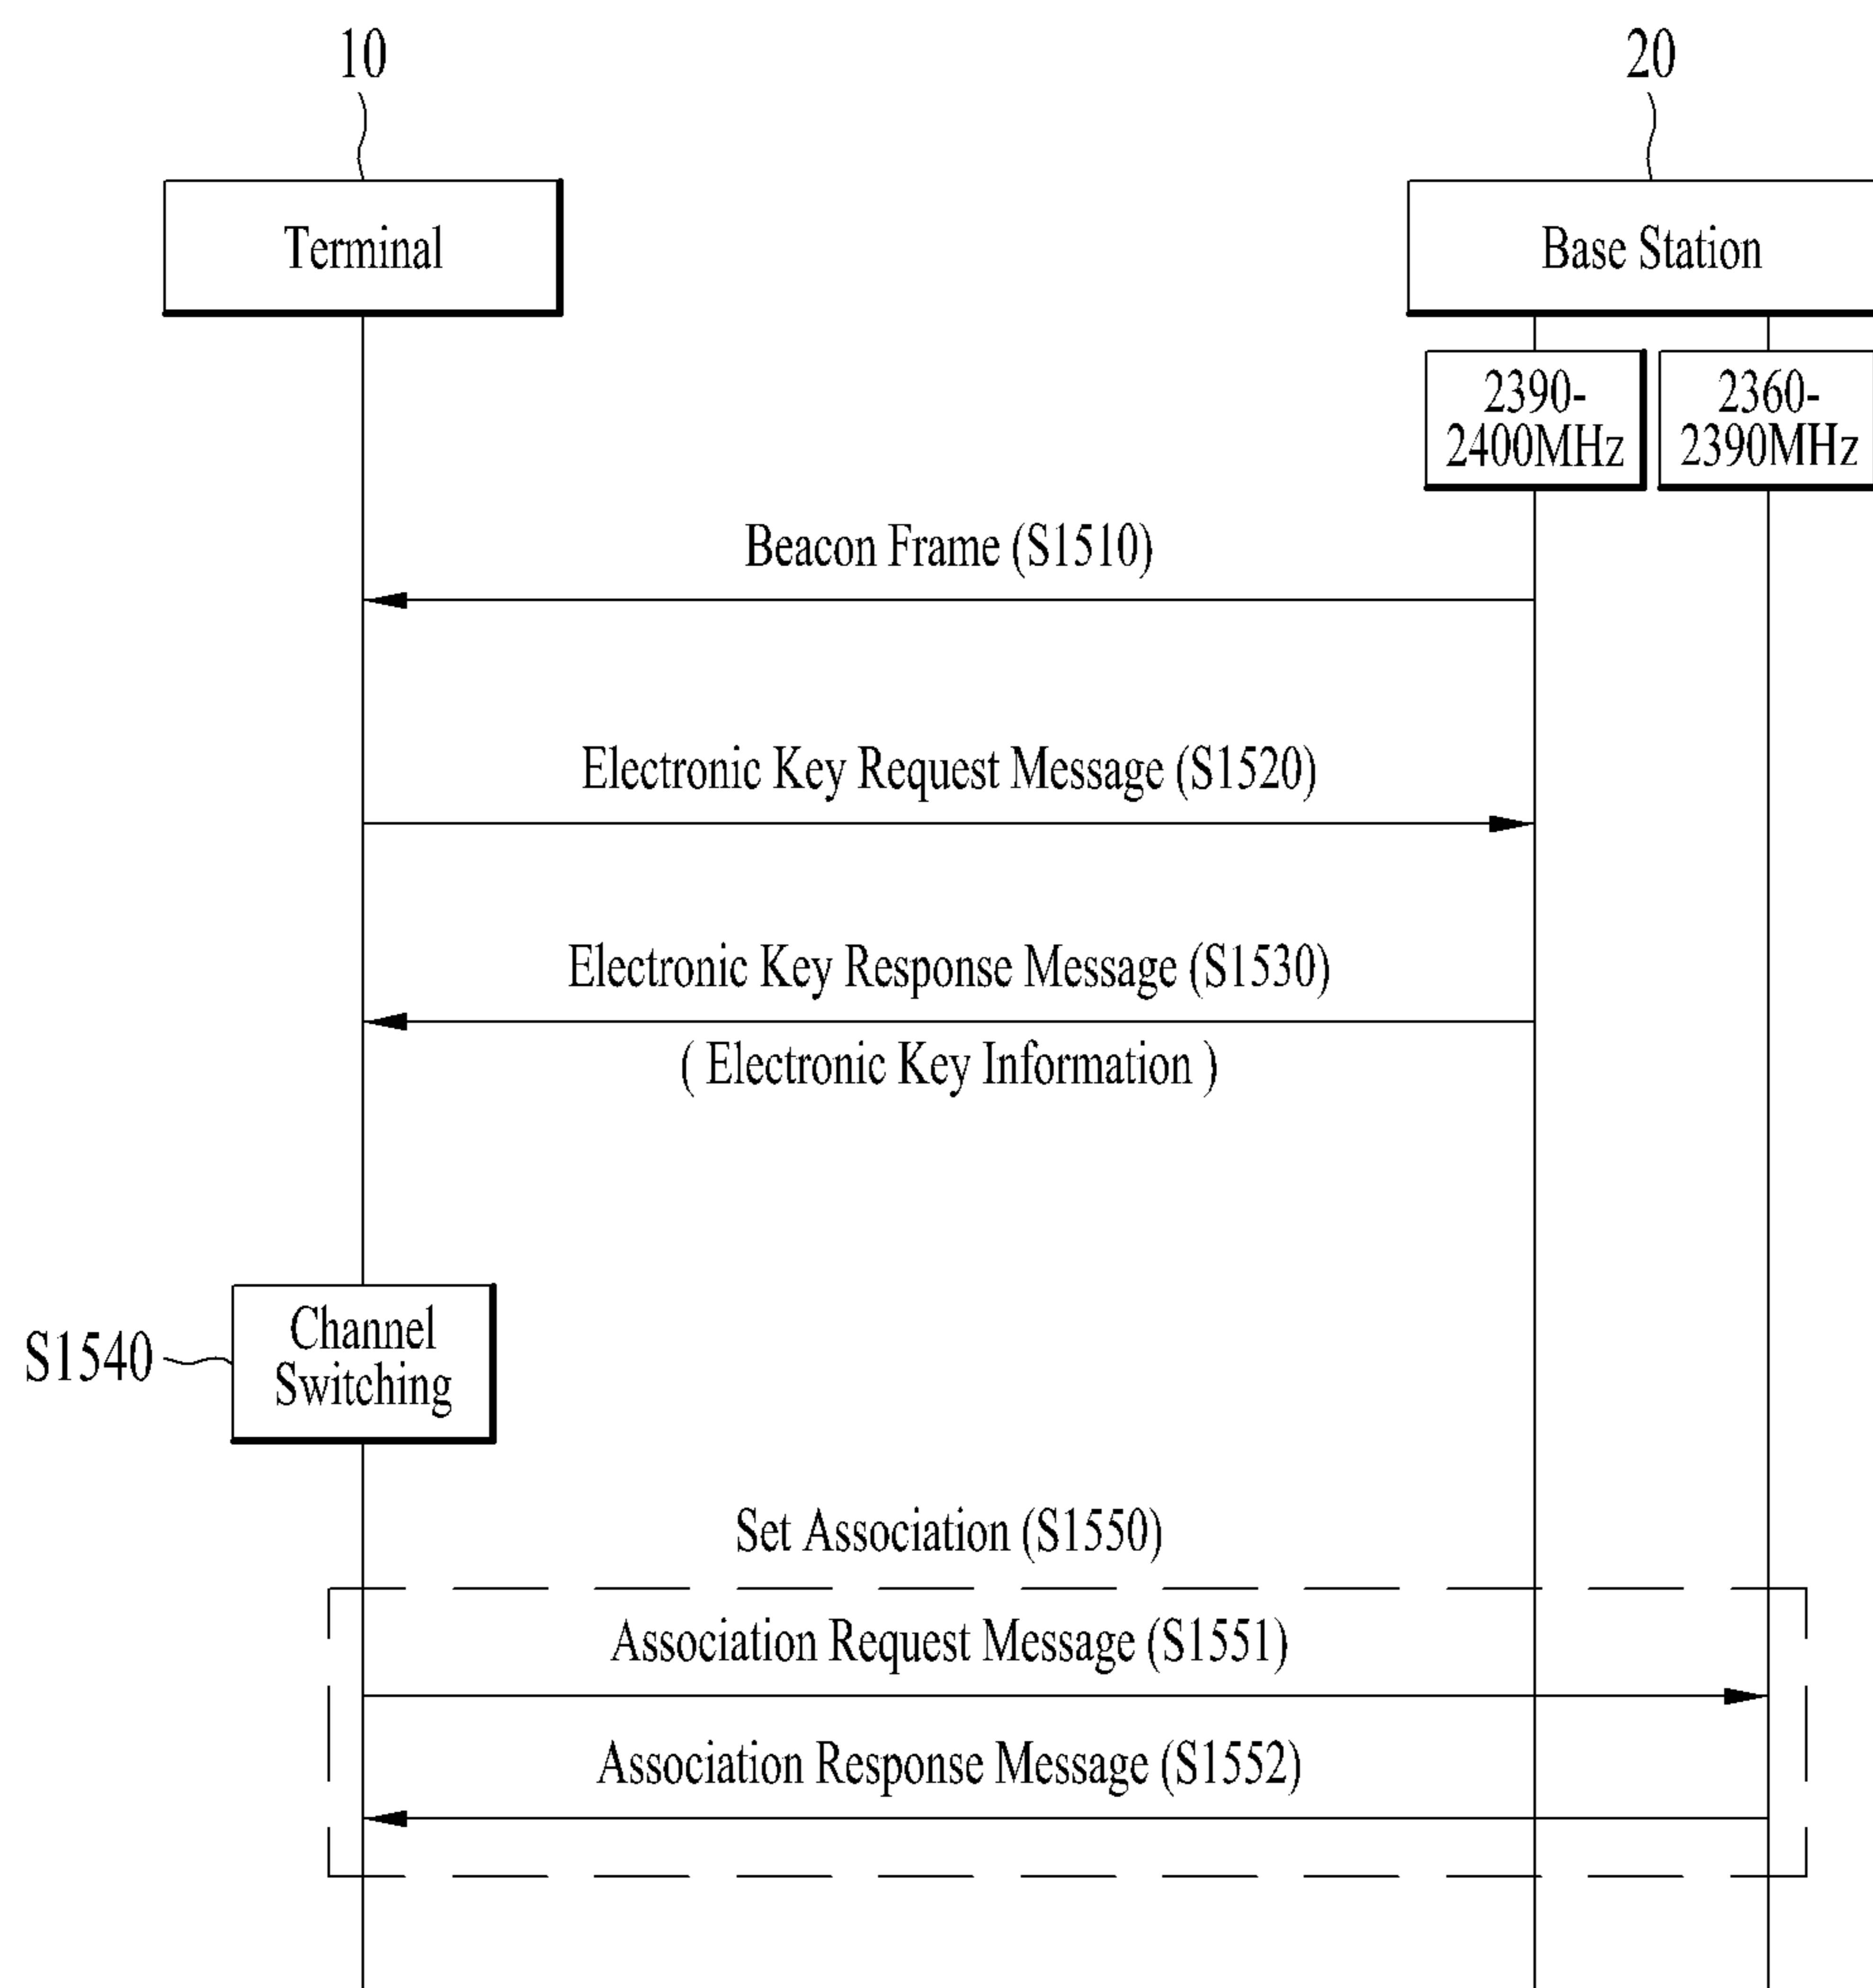 10
20
Terminal
Base Station
2390-
2400MHz
2360-
2390MHz
Beacon Frame (S1510)
Electronic Key Request Message (S1520)
Electronic Key Response Message (S1530)
( Electronic Key Information )
S1540
Channel
Switching
Set Association (S1550)
Association Request Message (S1551)
Association Response Message (S1552)